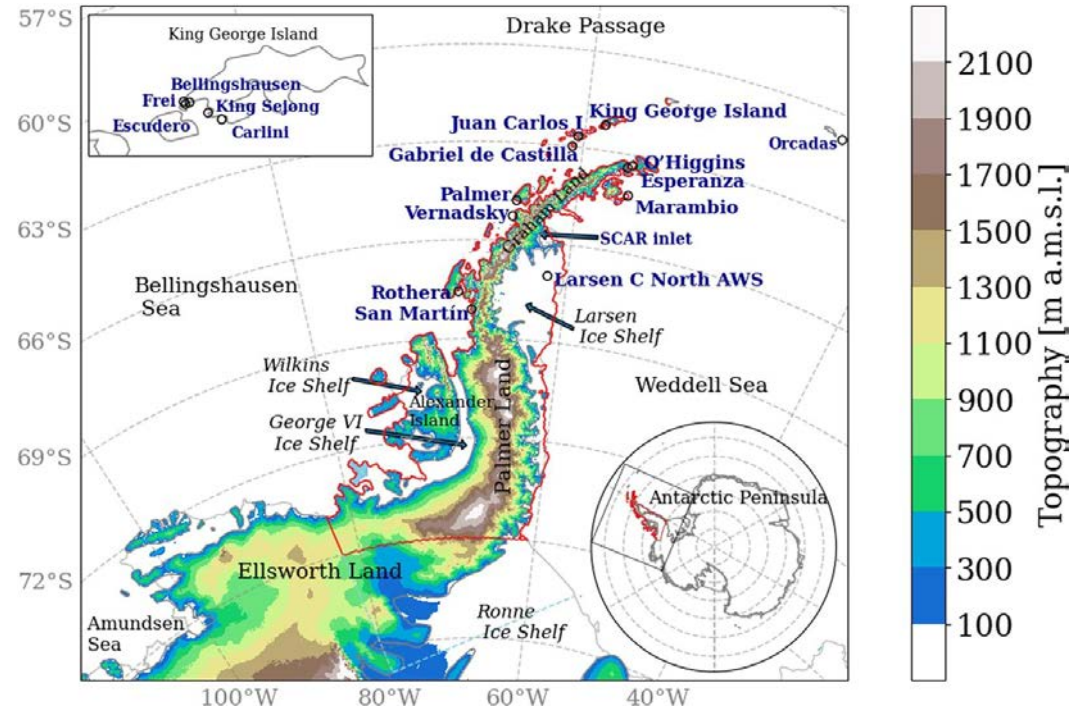 57°S
60°S
63°S
66°S
69°S
72°S
100°W
80°W
60°W
40°W
King George Island
Bellingshausen
Frei
King Sejong
Escudero
Carlini
Drake Passage
King George Island
Juan Carlos I
Orcadas
Gabriel de Castilla
O'Higgins
Esperanza
Palmer
Marambio
Vernadsky
Graham Land
SCAR inlet
Bellingshausen
Sea
Larsen C North AWS
Rothera
San Martín
Larsen
Ice Shelf
Wilkins
Ice Shelf
Weddell Sea
Alexander
Island
George VI
Ice Shelf
Palmer Land
Antarctic Peninsula
Ellsworth Land
Ronne
Ice Shelf
Amundsen
Sea
2100
1900
1700
1500
1300
1100
900
700
500
300
100
Topography [m a.m.s.l.]